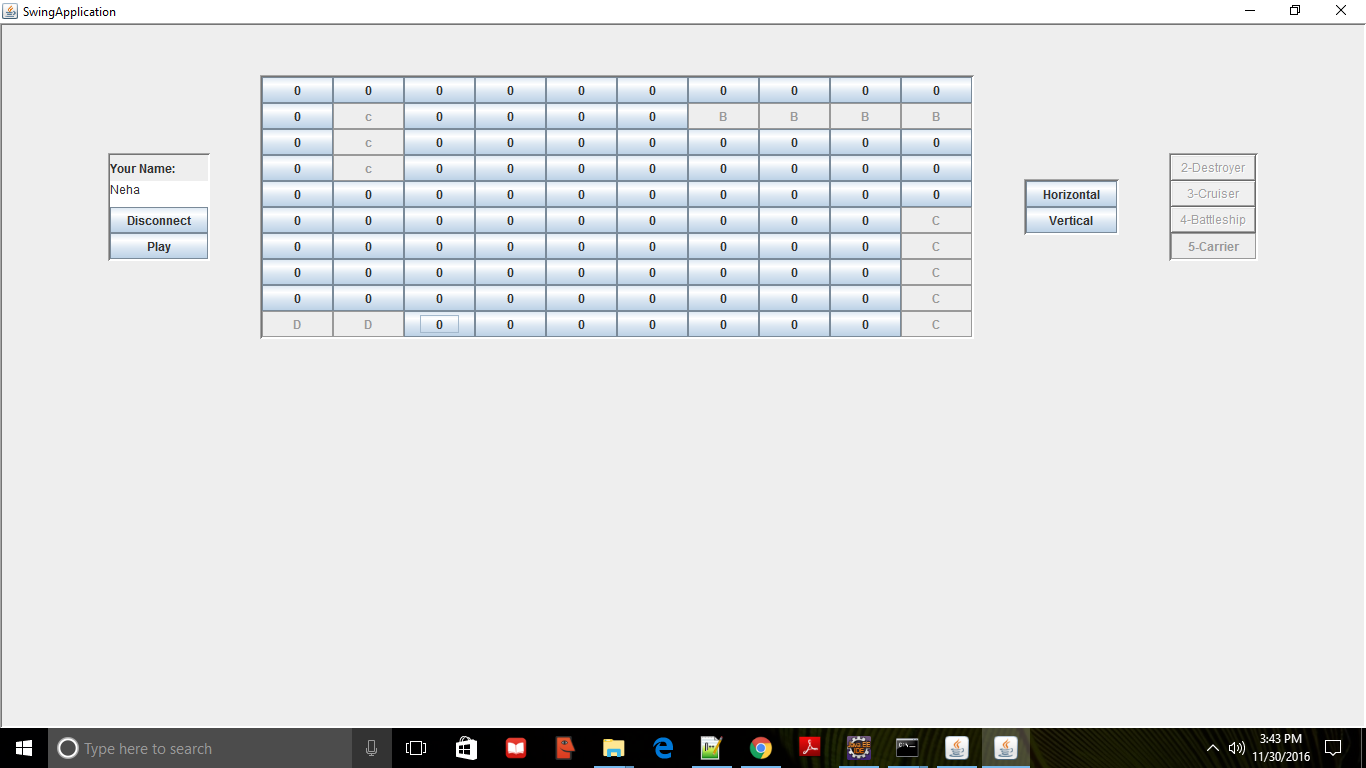 SwingApplication
0 0 0 0 0 0 0 0 0 0
0 c 0 0 0 0 B B B B
0 c 0 0 0 0 0 0 0 0
0 c 0 0 0 0 0 0 0 0
0 0 0 0 0 0 0 0 0 0
0 0 0 0 0 0 0 0 0 C
0 0 0 0 0 0 0 0 0 C
0 0 0 0 0 0 0 0 0 C
0 0 0 0 0 0 0 0 0 C
D D 0 0 0 0 0 0 0 C
Your Name:
Neha
Disconnect
Play
Horizontal
Vertical
2-Destroyer
3-Cruiser
4-Battleship
5-Carrier
Type here to search
3:43 PM
11/30/2016